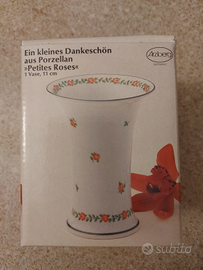 Ein kleines Dankeschön
aus Porzellan
»Petites Roses«
1 Vase, 11 cm
subito